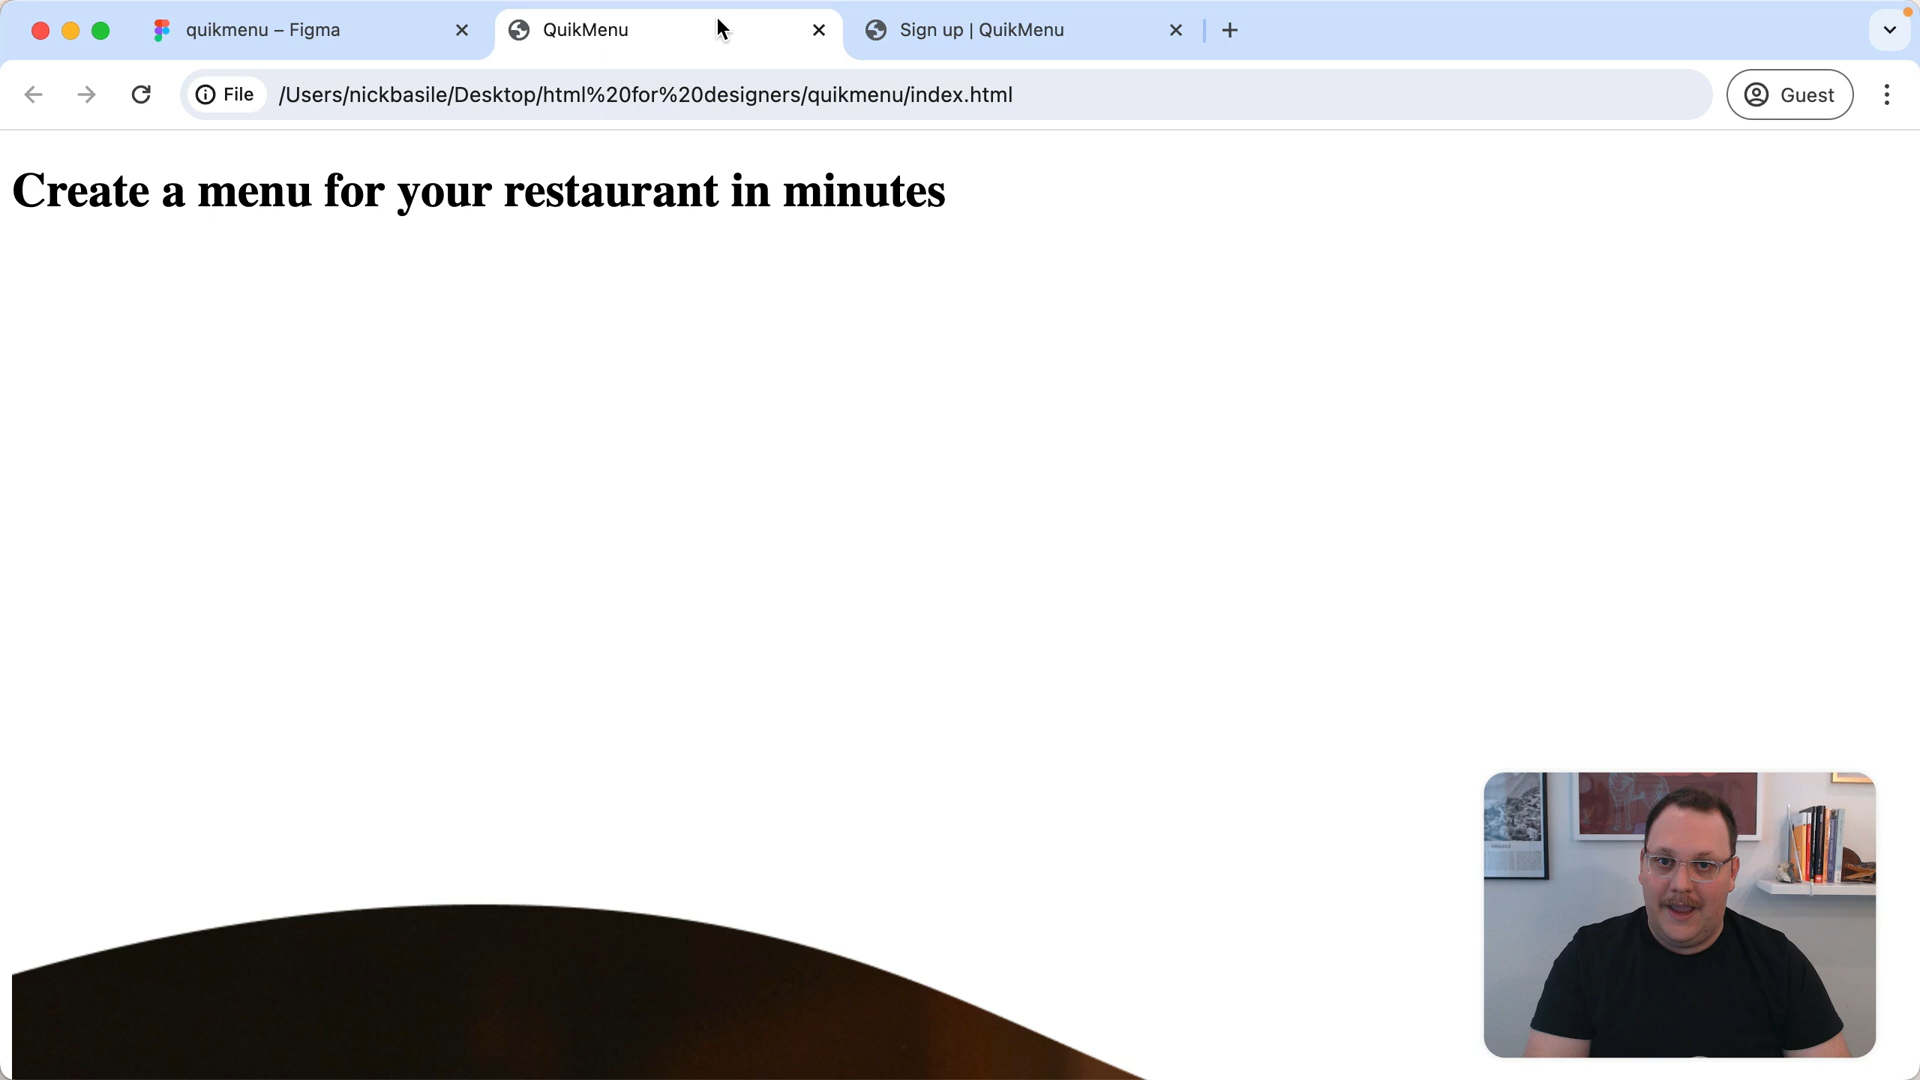 quikmenu – Figma
QuikMenu
Sign up | QuikMenu
File
/Users/nickbasile/Desktop/html%20for%20designers/quikmenu/index.html
Guest
Create a menu for your restaurant in minutes